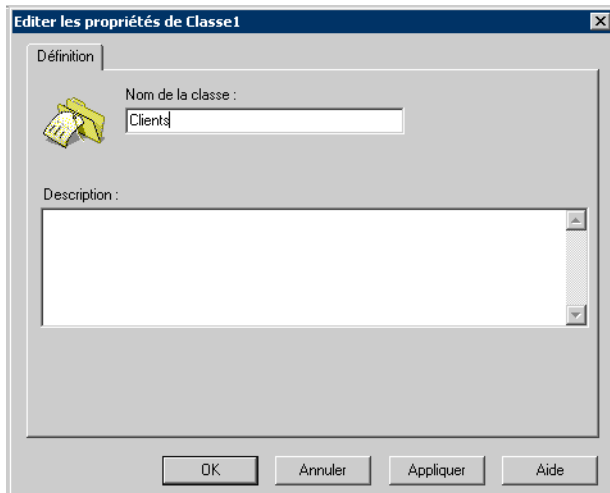 Editer les propriétés de Classe1
Définition
Nom de la classe :
Clients
Description :
OK
Annuler
Appliquer
Aide